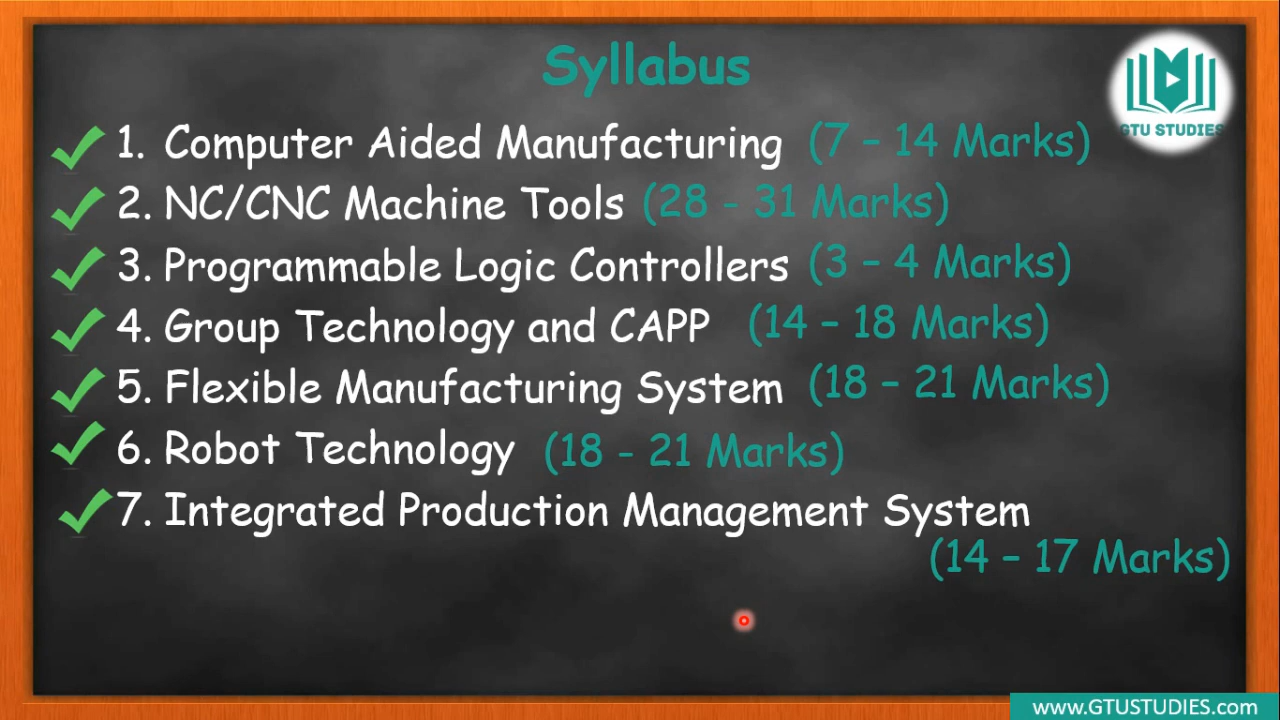 Syllabus
GTU STUDIES
1. Computer Aided Manufacturing (7 – 14 Marks)
2. NC/CNC Machine Tools (28 - 31 Marks)
3. Programmable Logic Controllers (3 – 4 Marks)
4. Group Technology and CAPP (14 – 18 Marks)
5. Flexible Manufacturing System (18 – 21 Marks)
6. Robot Technology (18 - 21 Marks)
7. Integrated Production Management System
(14 – 17 Marks)
www.GTUSTUDIES.com